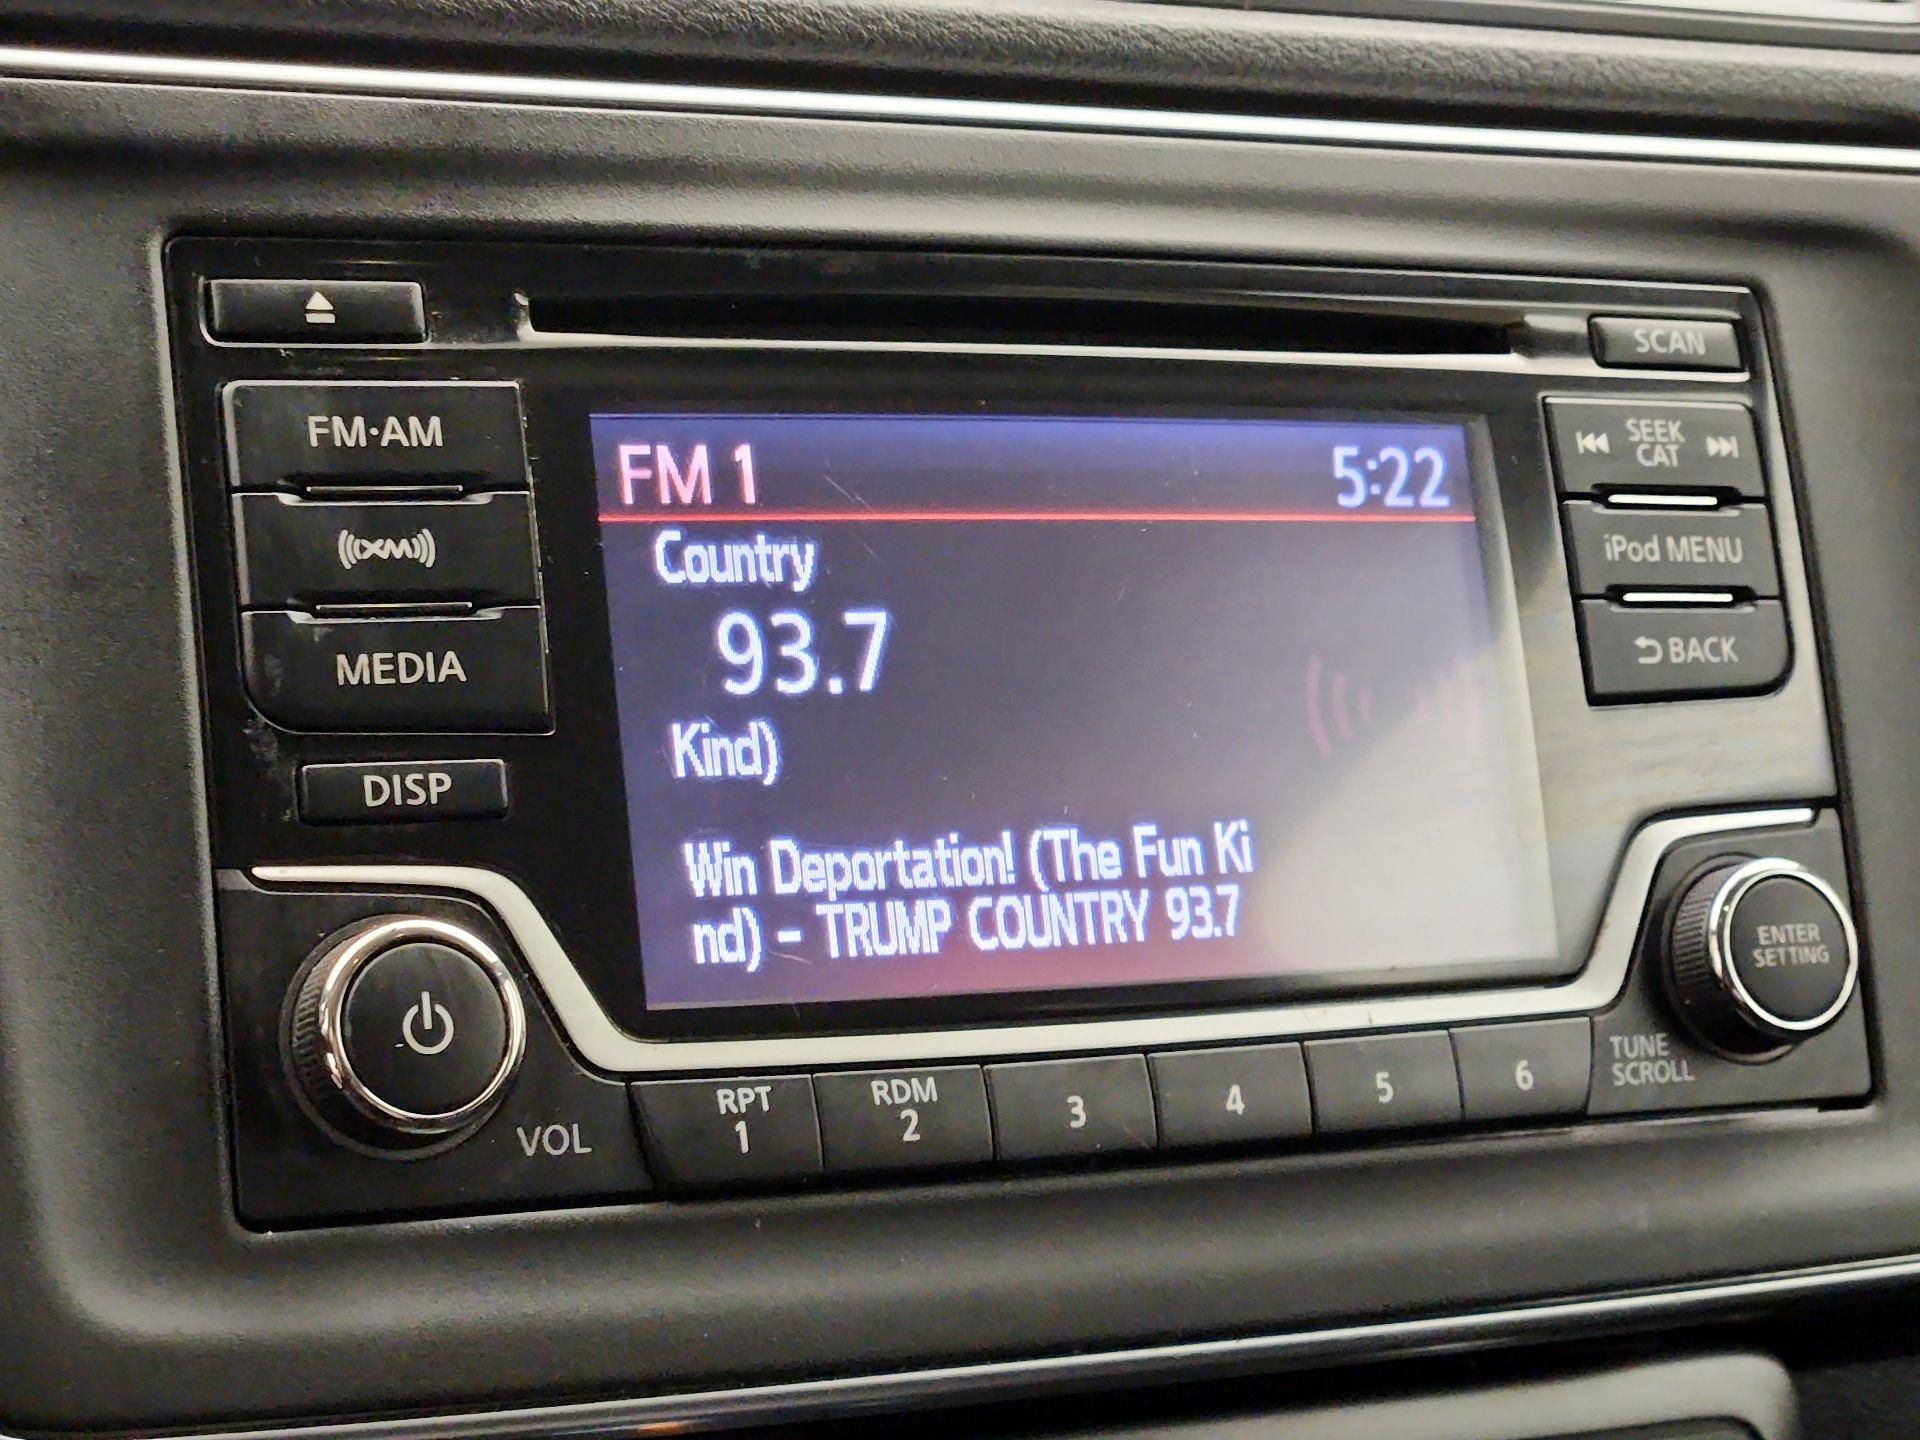 SCAN
FM·AM
SEEK
CAT
FM 1
5:22
Country
((XM))
iPod MENU
93.7
MEDIA
BACK
Kind)
DISP
Win Deportation! (The Fun Ki
nd) - TRUMP COUNTRY 93.7
ENTER
SETTING
TUNE
SCROLL
VOL
RPT
1
RDM
2
3
4
5
6